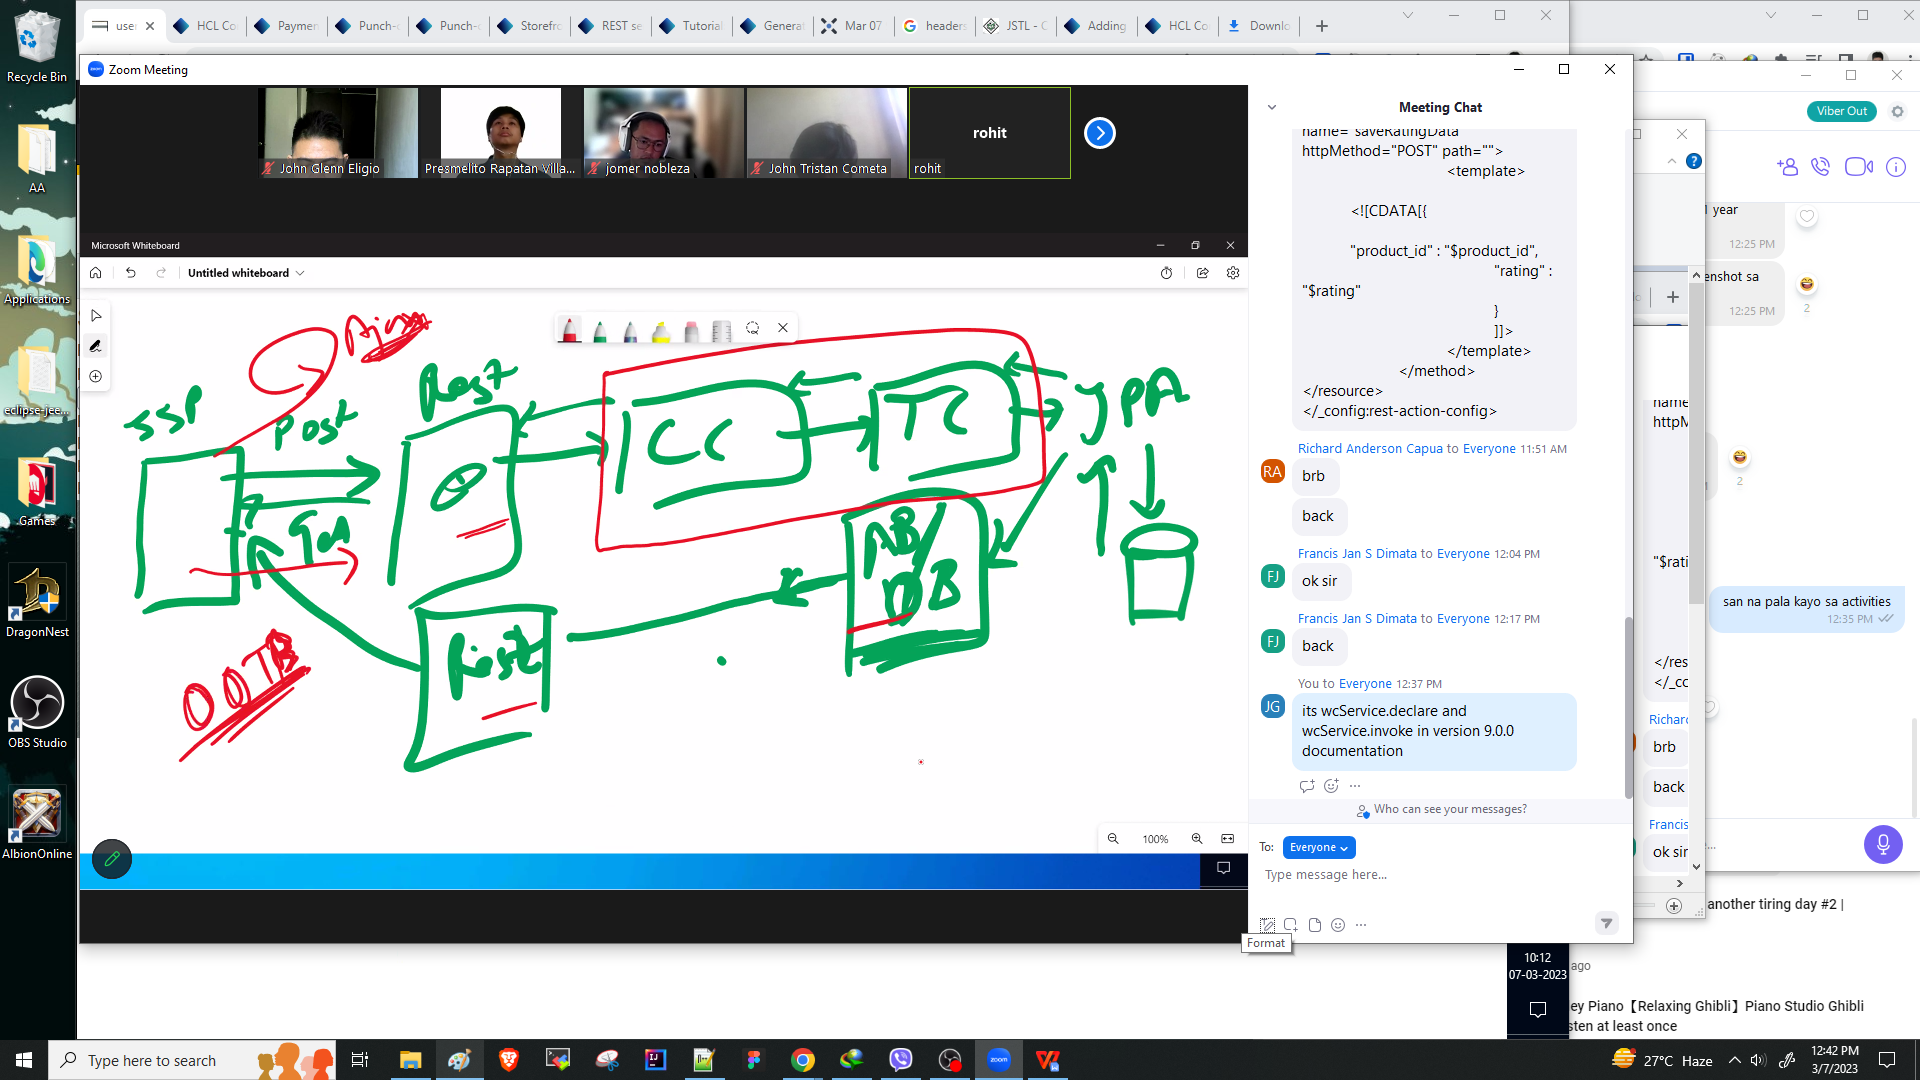 Recycle Bin
AA
Applications
eclipse-jee...
Games
DragonNest
OBS Studio
AlbionOnline
user
HCL Co
Paymen
Punch-
Punch-
Storefr
REST se
Tutorial
Generat
Mar 07
headers
JSTL - C
Adding
HCL Co
Downlo
Zoom Meeting
John Glenn Eligio
Presmelito Rapatan Villa...
jomer nobleza
John Tristan Cometa
rohit
rohit
Microsoft Whiteboard
Untitled whiteboard
Ajax
SSP
Post
Rest
CC
TC
JPA
Get
AB/
DB
Rest
OOTB
100%
Meeting Chat
name="saveRatingData"
httpMethod="POST" path="">
<template>
<![CDATA[{
"product_id" : "$product_id",
"rating" :
"$rating"
}
]]>
</template>
</method>
</resource>
</_config:rest-action-config>
Richard Anderson Capua to Everyone 11:51 AM
RA
brb
back
Francis Jan S Dimata to Everyone 12:04 PM
FJ
ok sir
Francis Jan S Dimata to Everyone 12:17 PM
FJ
back
You to Everyone 12:37 PM
JG
its wcService.declare and
wcService.invoke in version 9.0.0
documentation
Who can see your messages?
To: Everyone
Type message here...
Format
Viber Out
year
12:25 PM
enshot sa
12:25 PM
2
name=
httpM
2
"$rati
san na pala kayo sa activities
12:35 PM
</res
</_co
Richard
brb
back
Francis
ok sir
another tiring day #2 |
ago
ey Piano【Relaxing Ghibli】Piano Studio Ghibli
sten at least once
10:12
07-03-2023
Type here to search
27°C Haze
12:42 PM
3/7/2023